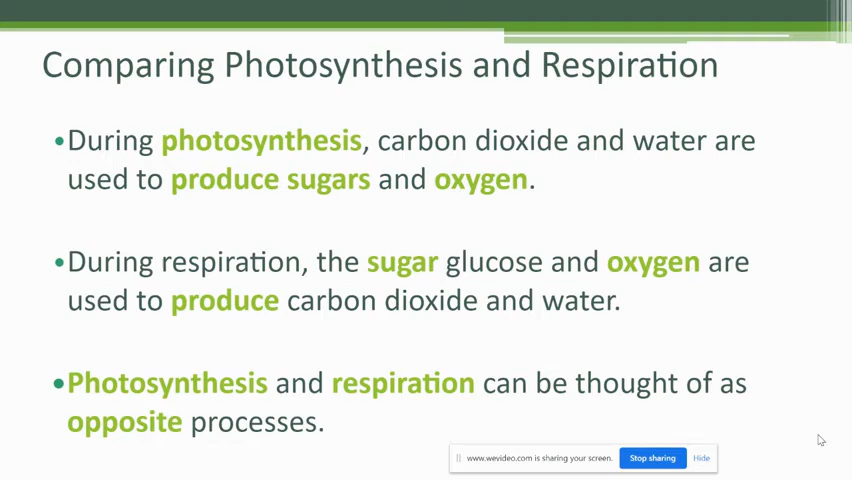 Comparing Photosynthesis and Respiration
•During photosynthesis, carbon dioxide and water are
used to produce sugars and oxygen.
•During respiration, the sugar glucose and oxygen are
used to produce carbon dioxide and water.
•Photosynthesis and respiration can be thought of as
opposite processes.
www.wevideo.com is sharing your screen. Stop sharing Hide